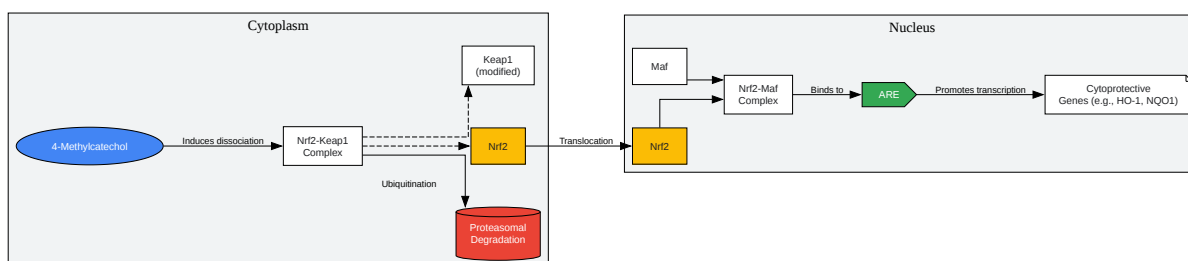 Cytoplasm
4-Methylcatechol
Induces dissociation
Nrf2-Keap1
Complex
Keap1
(modified)
Nrf2
Ubiquitination
Proteasomal
Degradation
Translocation
Nucleus
Maf
Nrf2
Nrf2-Maf
Complex
Binds to
ARE
Promotes transcription
Cytoprotective
Genes (e.g., HO-1, NQO1)